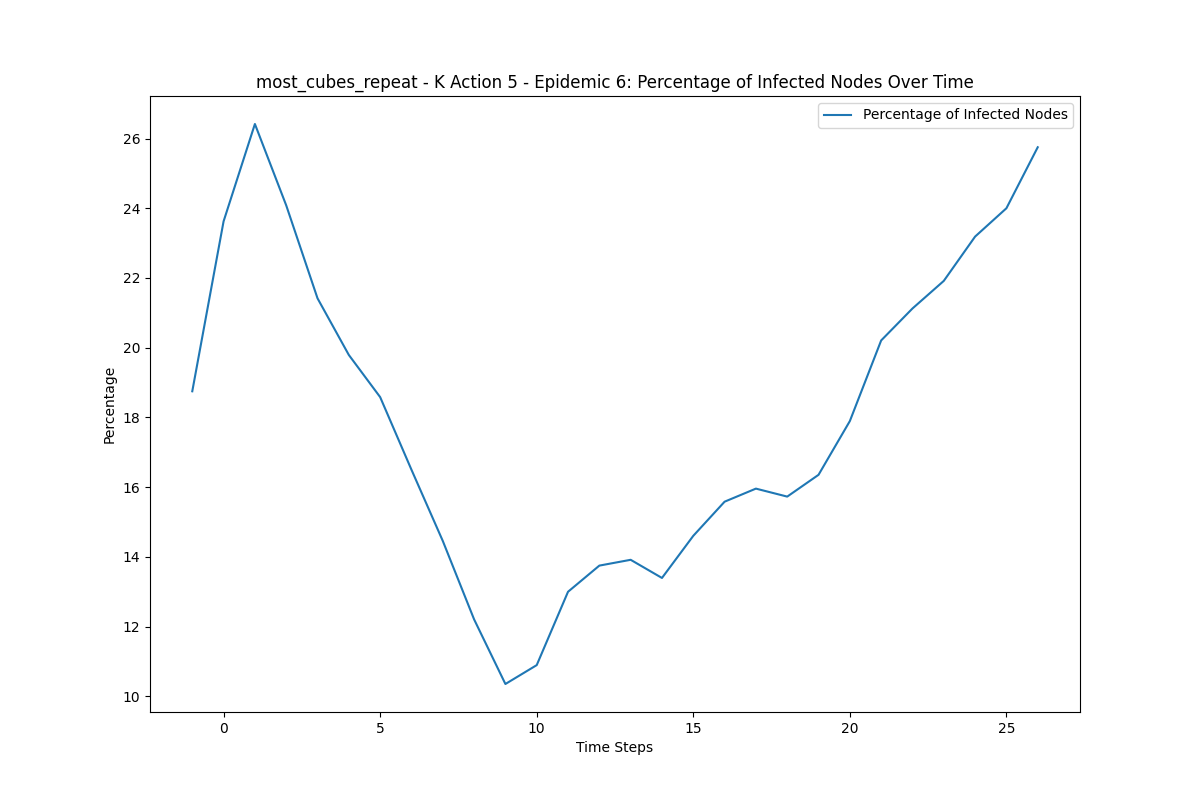 most_cubes_repeat - K Action 5 - Epidemic 6: Percentage of Infected Nodes Over Time
Percentage of Infected Nodes
26
24
22
20
18
16
14
12
10
Percentage
0 5 10 15 20 25
Time Steps